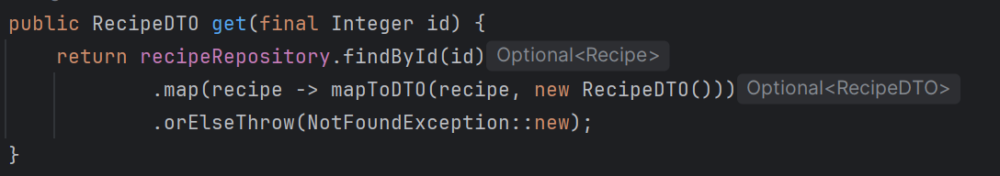 public RecipeDTO get(final Integer id) {
    return recipeRepository.findById(id) Optional<Recipe>
            .map(recipe -> mapToDTO(recipe, new RecipeDTO())) Optional<RecipeDTO>
            .orElseThrow(NotFoundException::new);
}